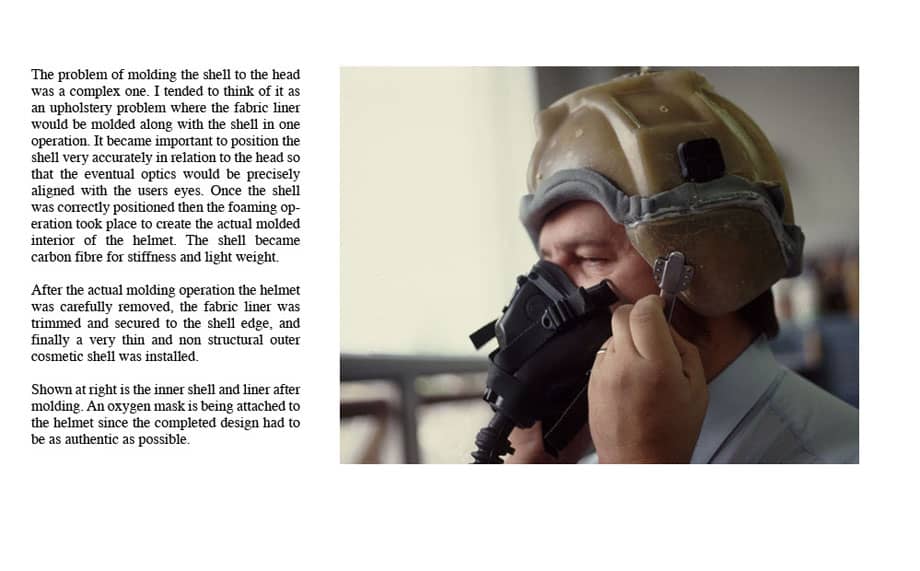 The problem of molding the shell to the head
was a complex one. I tended to think of it as
an upholstery problem where the fabric liner
would be molded along with the shell in one
operation. It became important to position the
shell very accurately in relation to the head so
that the eventual optics would be precisely
aligned with the users eyes. Once the shell
was correctly positioned then the foaming op-
eration took place to create the actual molded
interior of the helmet. The shell became
carbon fibre for stiffness and light weight.
After the actual molding operation the helmet
was carefully removed, the fabric liner was
trimmed and secured to the shell edge, and
finally a very thin and non structural outer
cosmetic shell was installed.
Shown at right is the inner shell and liner after
molding. An oxygen mask is being attached to
the helmet since the completed design had to
be as authentic as possible.